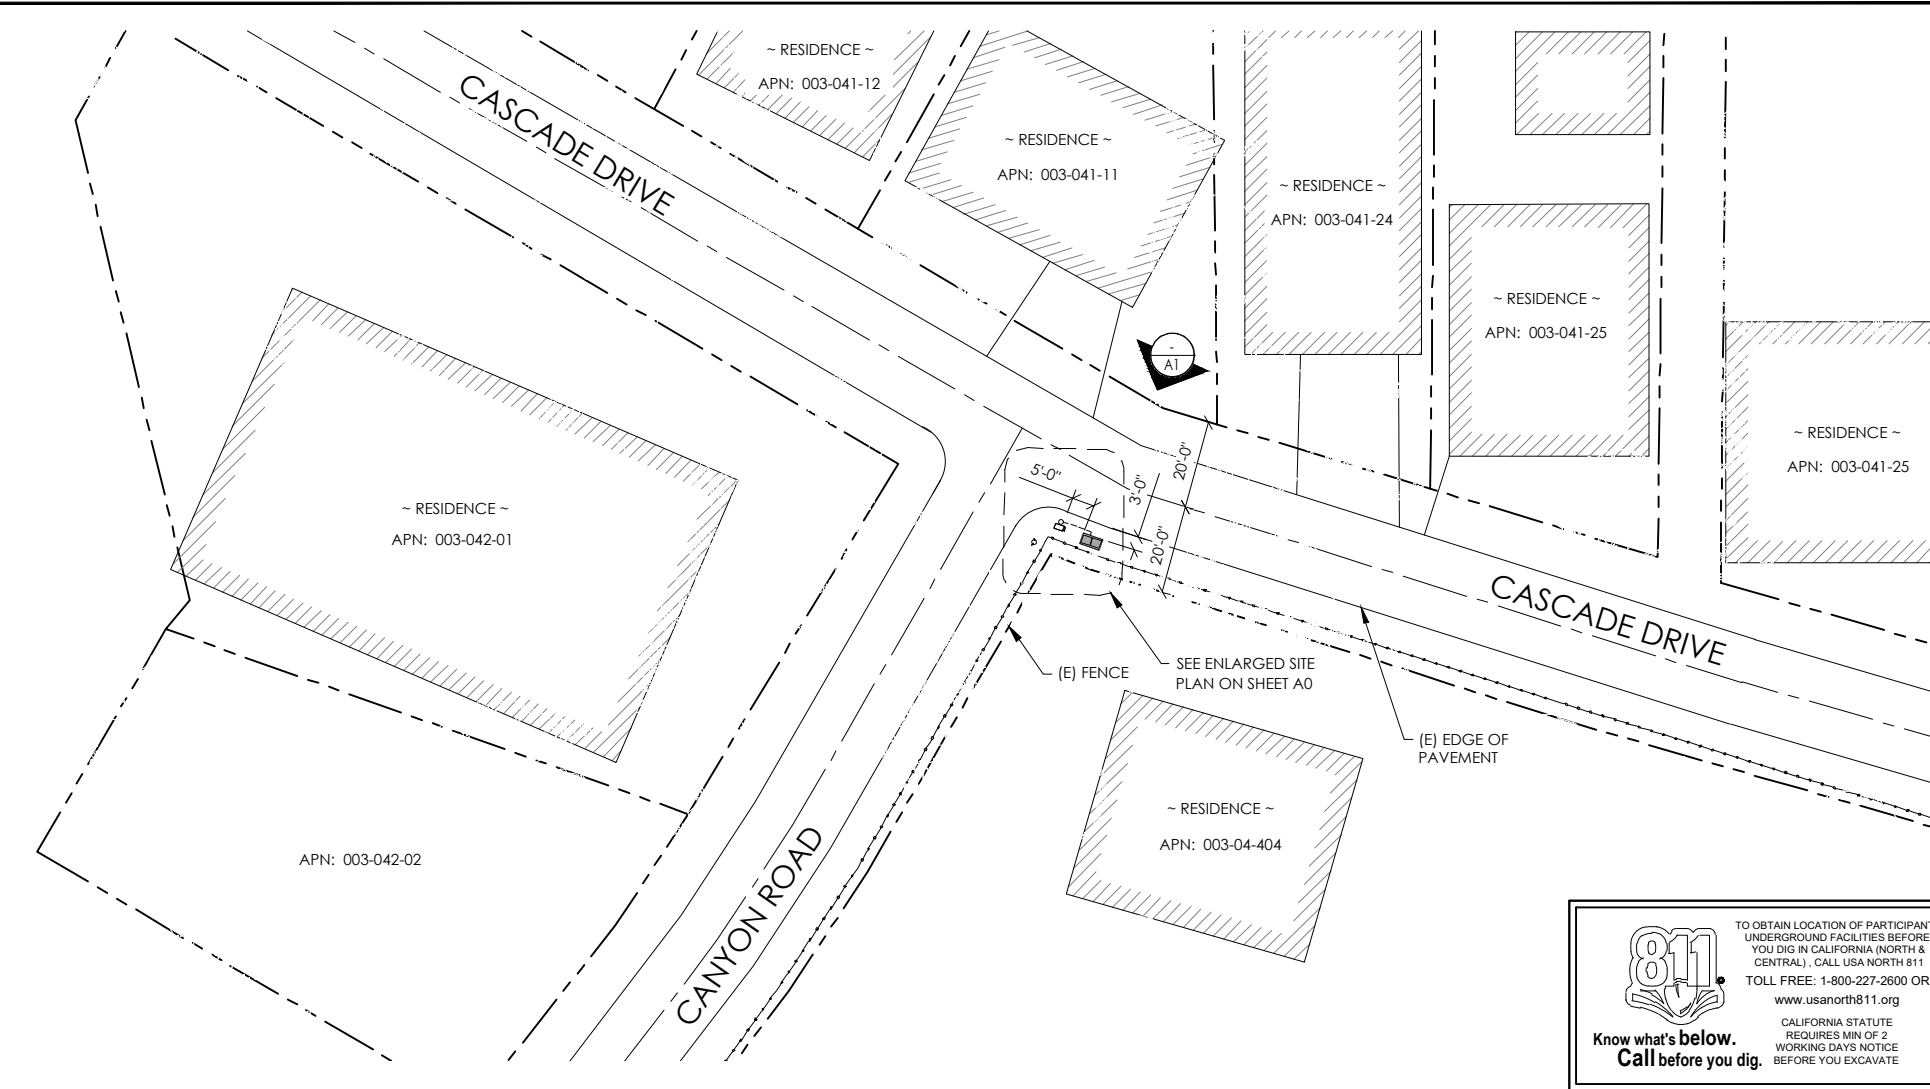 ~ RESIDENCE ~
APN: 003-041-12
CASCADE DRIVE
~ RESIDENCE ~
APN: 003-041-11
~ RESIDENCE ~
APN: 003-041-24
~ RESIDENCE ~
APN: 003-041-25
~ RESIDENCE ~
APN: 003-041-25
-
A1
20'-0"
5'-0"
3'-0"
20'-0"
~ RESIDENCE ~
APN: 003-042-01
CASCADE DRIVE
(E) FENCE
SEE ENLARGED SITE
PLAN ON SHEET A0
(E) EDGE OF
PAVEMENT
~ RESIDENCE ~
APN: 003-04-404
APN: 003-042-02
CANYON ROAD
811
TO OBTAIN LOCATION OF PARTICIPANT
UNDERGROUND FACILITIES BEFORE
YOU DIG IN CALIFORNIA (NORTH &
CENTRAL) , CALL USA NORTH 811
TOLL FREE: 1-800-227-2600 OR
www.usanorth811.org
CALIFORNIA STATUTE
REQUIRES MIN OF 2
WORKING DAYS NOTICE
BEFORE YOU EXCAVATE
Know what's below.
Call before you dig.